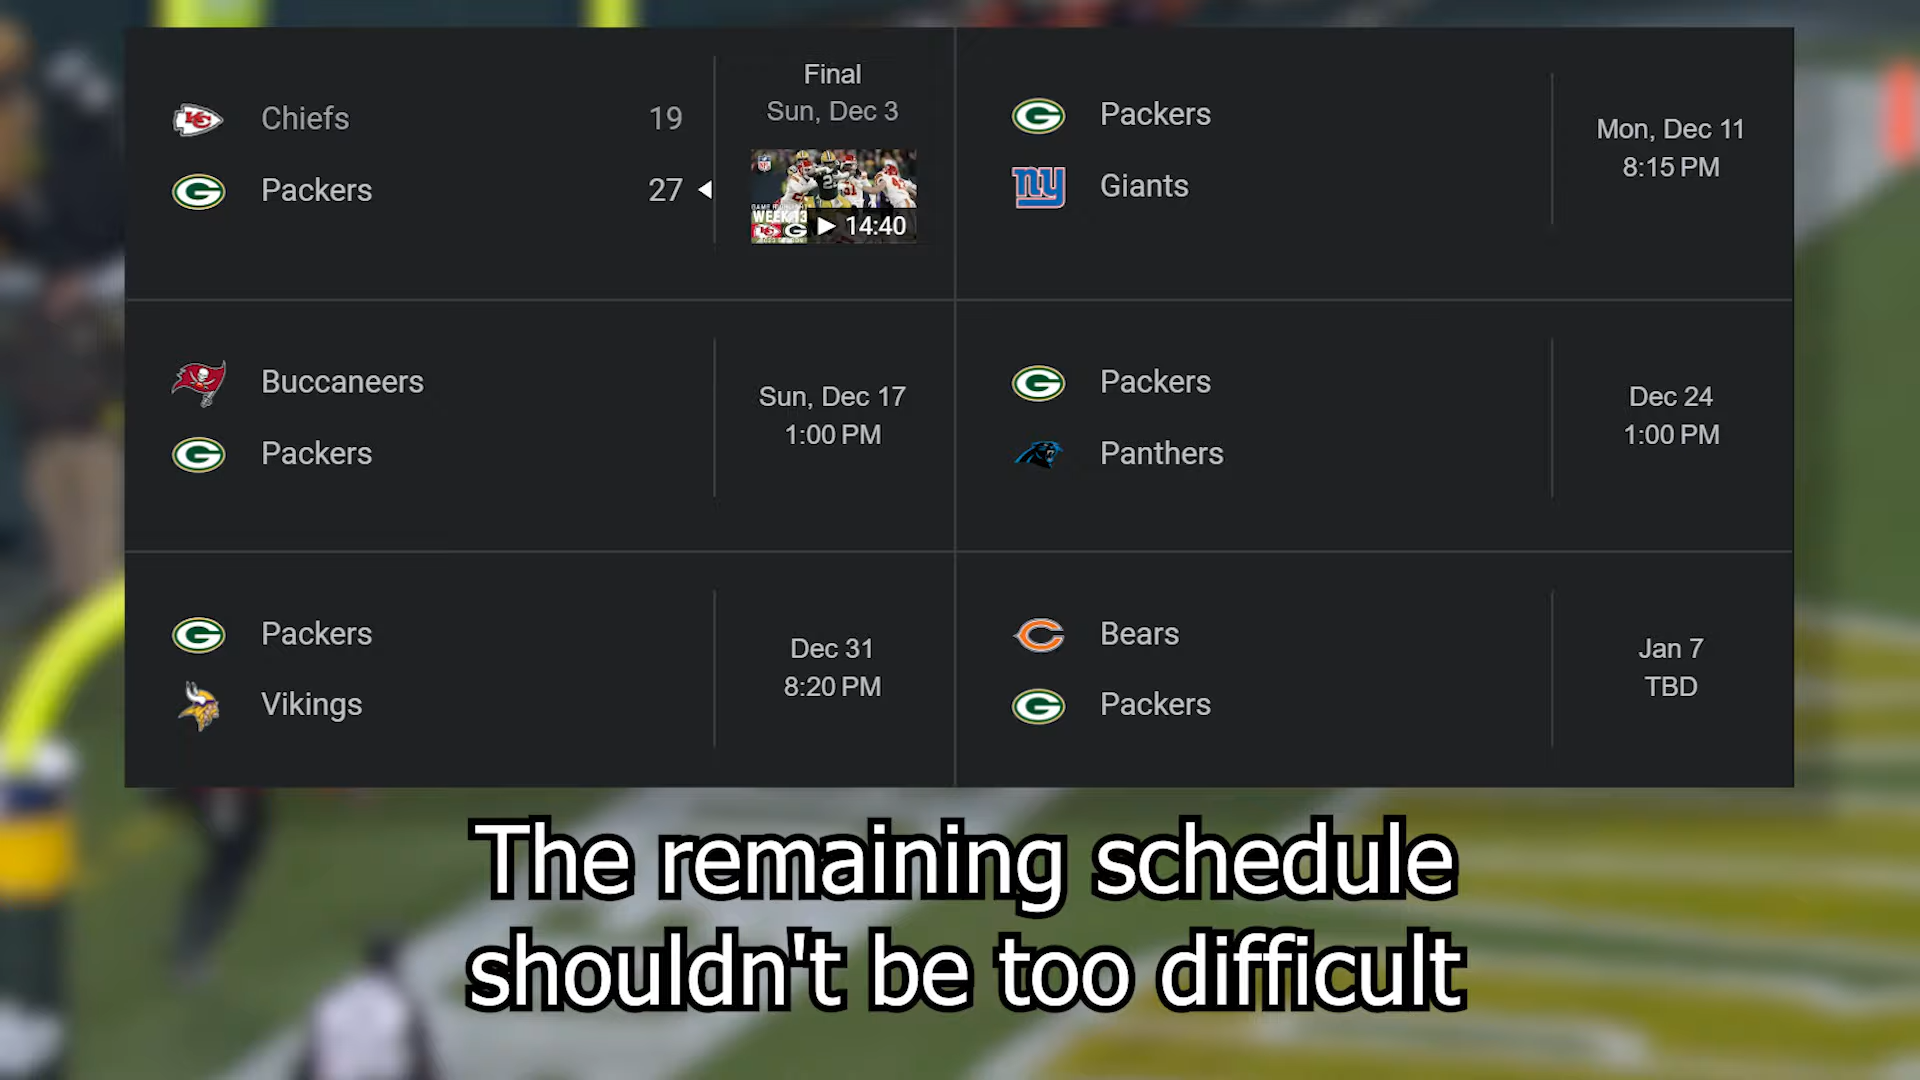 Chiefs 19
Packers 27
Final
Sun, Dec 3
WEEK 13
14:40
Packers
Giants
Mon, Dec 11
8:15 PM
Buccaneers
Packers
Sun, Dec 17
1:00 PM
Packers
Panthers
Dec 24
1:00 PM
Packers
Vikings
Dec 31
8:20 PM
Bears
Packers
Jan 7
TBD
The remaining schedule
shouldn't be too difficult